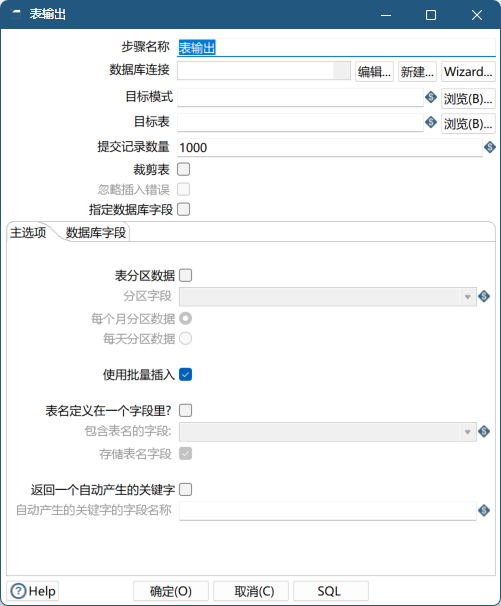 表输出
步骤名称 表输出
数据库连接 编辑... 新建... Wizard...
目标模式 浏览(B)...
目标表 浏览(B)...
提交记录数量 1000
裁剪表
忽略插入错误
指定数据库字段
主选项 数据库字段
表分区数据
分区字段
每个月分区数据
每天分区数据
使用批量插入
表名定义在一个字段里?
包含表名的字段:
存储表名字段
返回一个自动产生的关键字
自动产生的关键字的字段名称
Help 确定(O) 取消(C) SQL